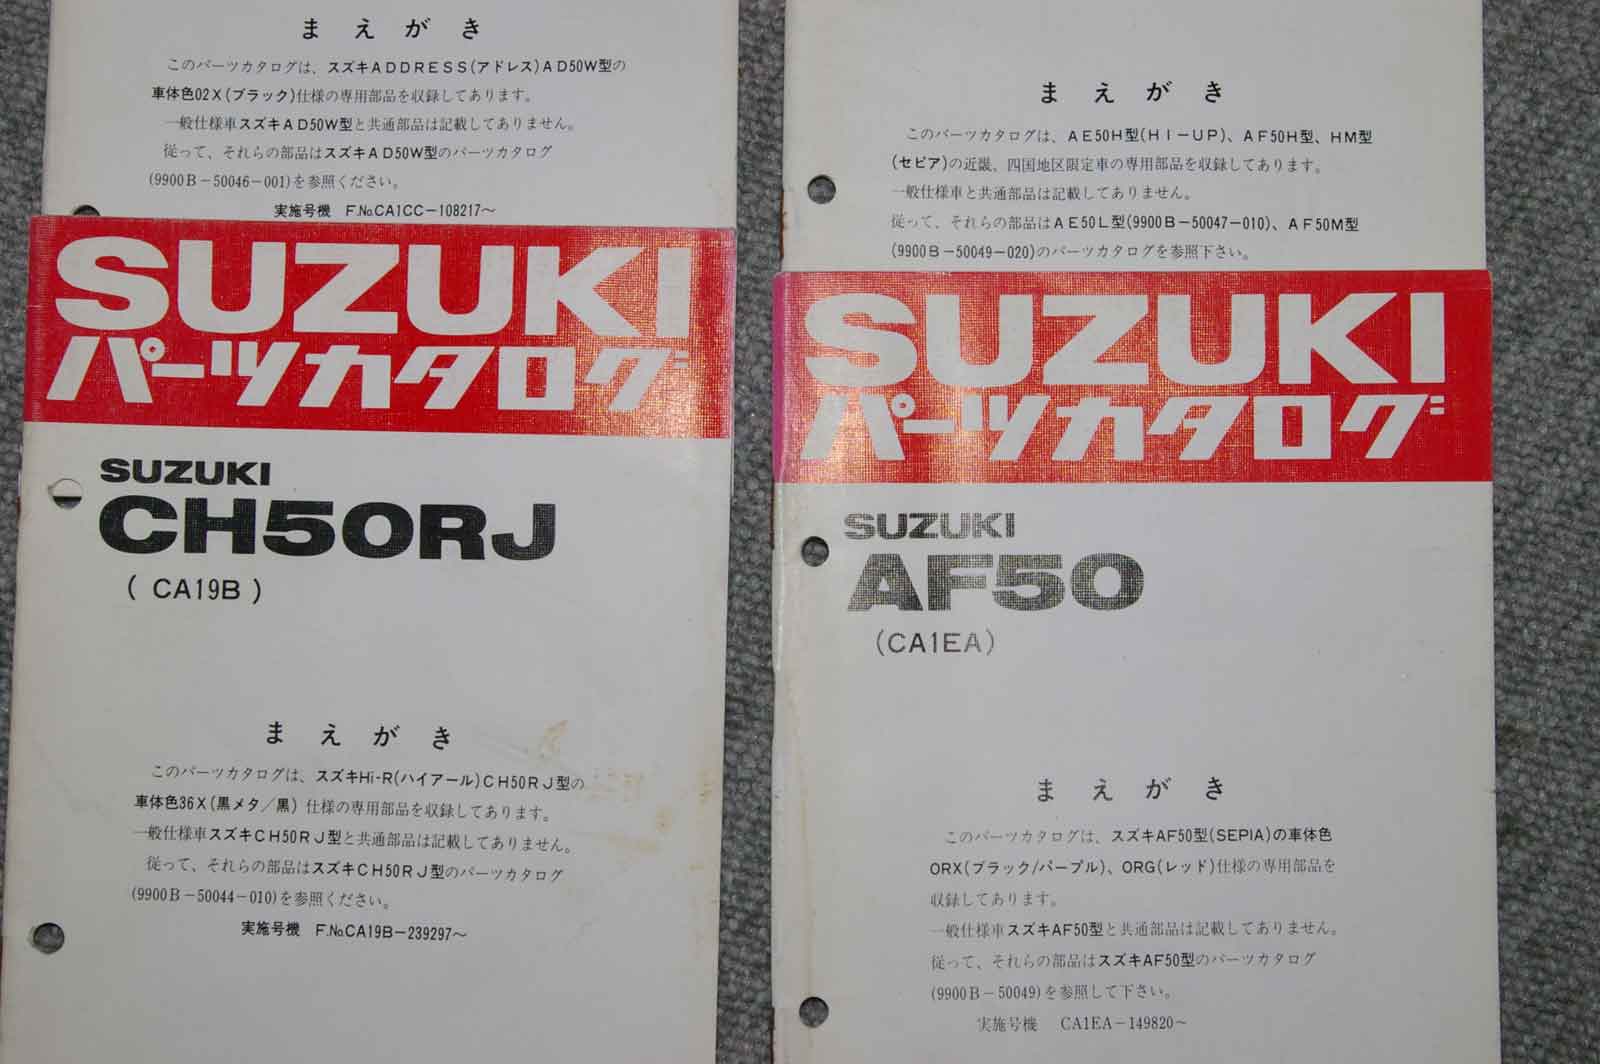 まえがき
このパーツカタログは、スズキADDRESS(アドレス)AD50W型の
車体色02X(ブラック)仕様の専用部品を収録してあります。
一般仕様車スズキAD50W型と共通部品は記載してありません。
従って、それらの部品はスズキAD50W型のパーツカタログ
(9900B-50046-001)を参照ください。
実施号機 F.No.CA1CC-108217~
SUZUKI
パーツカタログ
SUZUKI
CH50RJ
(CA19B)
まえがき
このパーツカタログは、スズキHi-R(ハイアール)CH50RJ型の
車体色36X(黒メタ/黒)仕様の専用部品を収録してあります。
一般仕様車スズキCH50RJ型と共通部品は記載してありません。
従って、それらの部品はスズキCH50RJ型のパーツカタログ
(9900B-50044-010)を参照ください。
実施号機 F.No.CA19B-239297~
まえがき
このパーツカタログは、AE50H型(HI-UP)、AF50H型、HM型
(セピア)の近畿、四国地区限定車の専用部品を収録してあります。
一般仕様車と共通部品は記載してありません。
従って、それらの部品はAE50L型(9900B-50047-010)、AF50M型
(9900B-50049-020)のパーツカタログを参照下さい。
SUZUKI
パーツカタログ
SUZUKI
AF50
(CA1EA)
まえがき
このパーツカタログは、スズキAF50型(SEPIA)の車体色
ORX(ブラック/パープル)、ORG(レッド)仕様の専用部品を
収録してあります。
一般仕様車スズキAF50型と共通部品は記載してありません。
従って、それらの部品はスズキAF50型のパーツカタログ
(9900B-50049)を参照して下さい。
実施号機 CA1EA-149820~